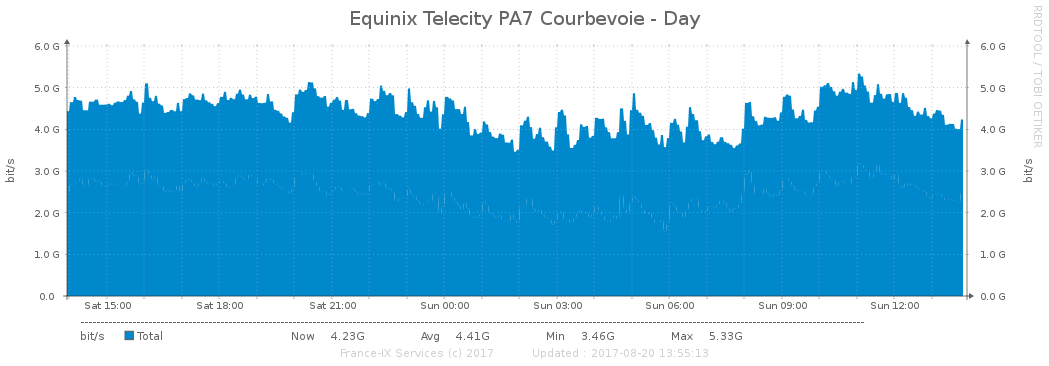 Equinix Telecity PA7 Courbevoie - Day
RRDTOOL / TOBI OETIKER
6.0 G 6.0 G
5.0 G 5.0 G
4.0 G 4.0 G
3.0 G 3.0 G
2.0 G 2.0 G
1.0 G 1.0 G
0.0 0.0 G
bit/s
bit/s
Sat 15:00 Sat 18:00 Sat 21:00 Sun 00:00 Sun 03:00 Sun 06:00 Sun 09:00 Sun 12:00
bit/s Total Now 4.23G Avg 4.41G Min 3.46G Max 5.33G
France-IX Services (c) 2017 Updated : 2017-08-20 13:55:13